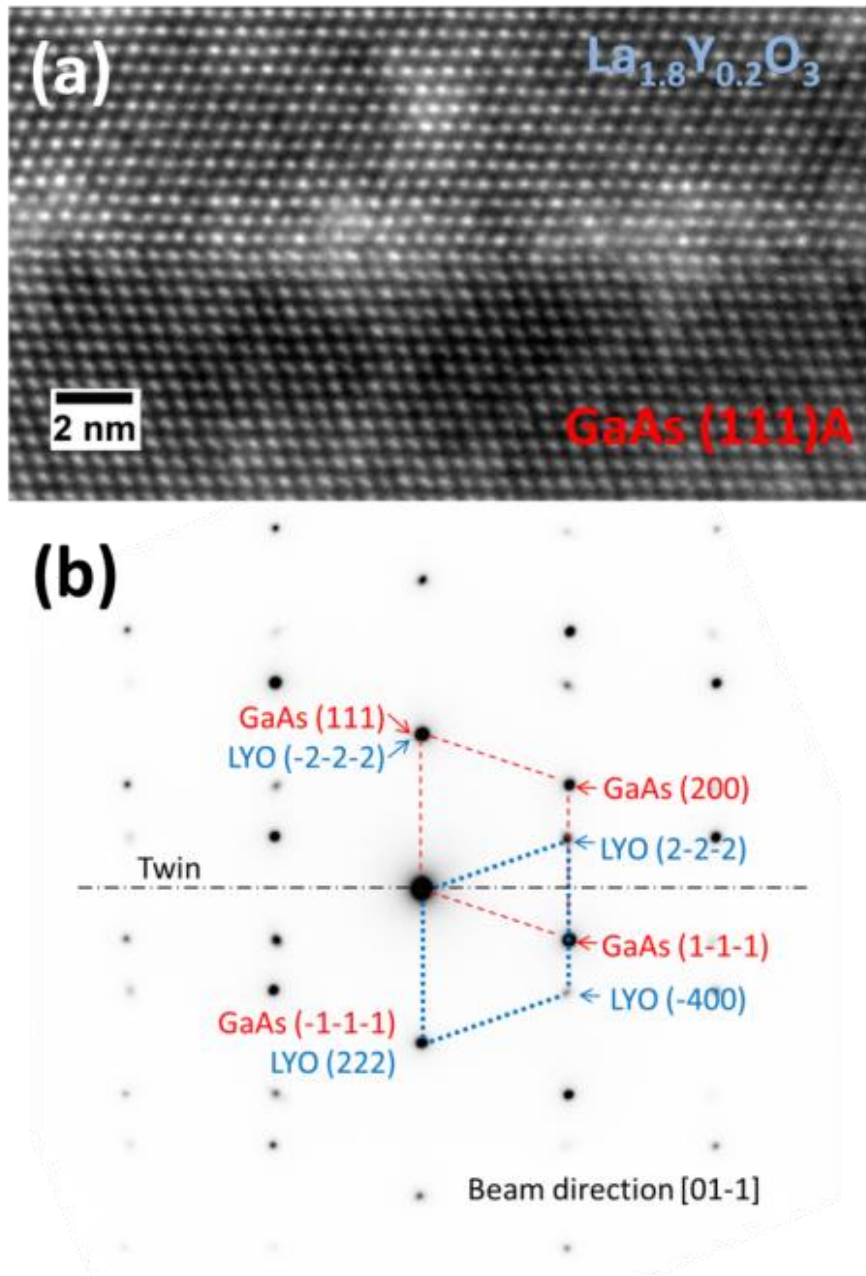 (a)
La1.8Y0.2O3
2 nm
GaAs (111)A
(b)
GaAs (111)
LYO (-2-2-2)
GaAs (200)
LYO (2-2-2)
Twin
GaAs (1-1-1)
LYO (-400)
GaAs (-1-1-1)
LYO (222)
Beam direction [01-1]